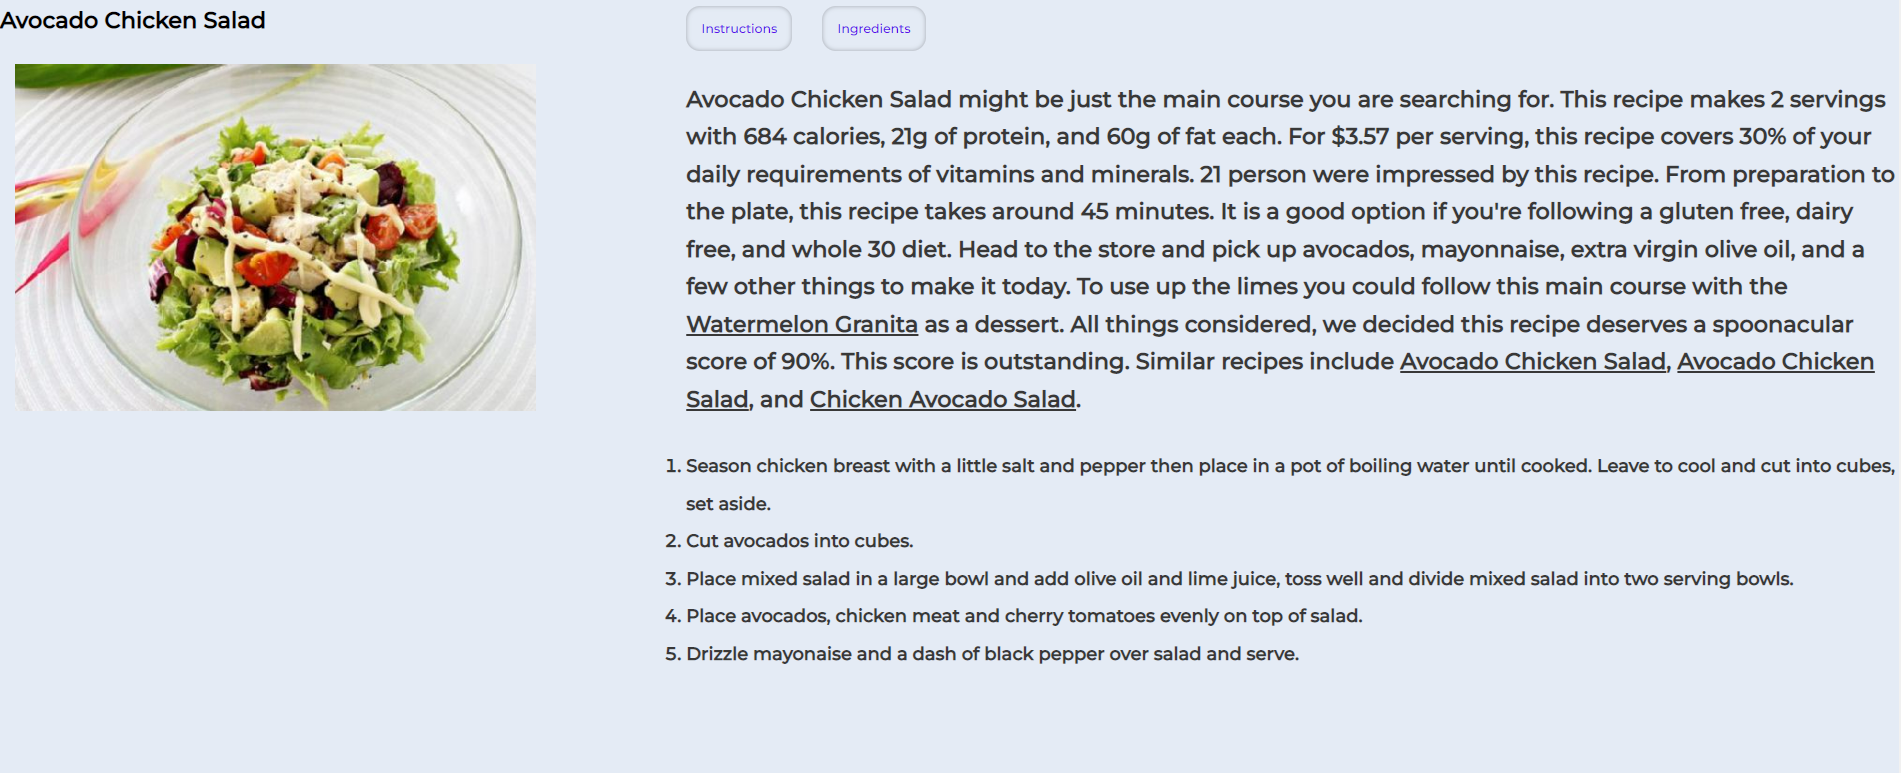 Avocado Chicken Salad
Instructions
Ingredients
Avocado Chicken Salad might be just the main course you are searching for. This recipe makes 2 servings
with 684 calories, 21g of protein, and 60g of fat each. For $3.57 per serving, this recipe covers 30% of your
daily requirements of vitamins and minerals. 21 person were impressed by this recipe. From preparation to
the plate, this recipe takes around 45 minutes. It is a good option if you're following a gluten free, dairy
free, and whole 30 diet. Head to the store and pick up avocados, mayonnaise, extra virgin olive oil, and a
few other things to make it today. To use up the limes you could follow this main course with the
Watermelon Granita as a dessert. All things considered, we decided this recipe deserves a spoonacular
score of 90%. This score is outstanding. Similar recipes include Avocado Chicken Salad, Avocado Chicken
Salad, and Chicken Avocado Salad.
1. Season chicken breast with a little salt and pepper then place in a pot of boiling water until cooked. Leave to cool and cut into cubes,
set aside.
2. Cut avocados into cubes.
3. Place mixed salad in a large bowl and add olive oil and lime juice, toss well and divide mixed salad into two serving bowls.
4. Place avocados, chicken meat and cherry tomatoes evenly on top of salad.
5. Drizzle mayonaise and a dash of black pepper over salad and serve.